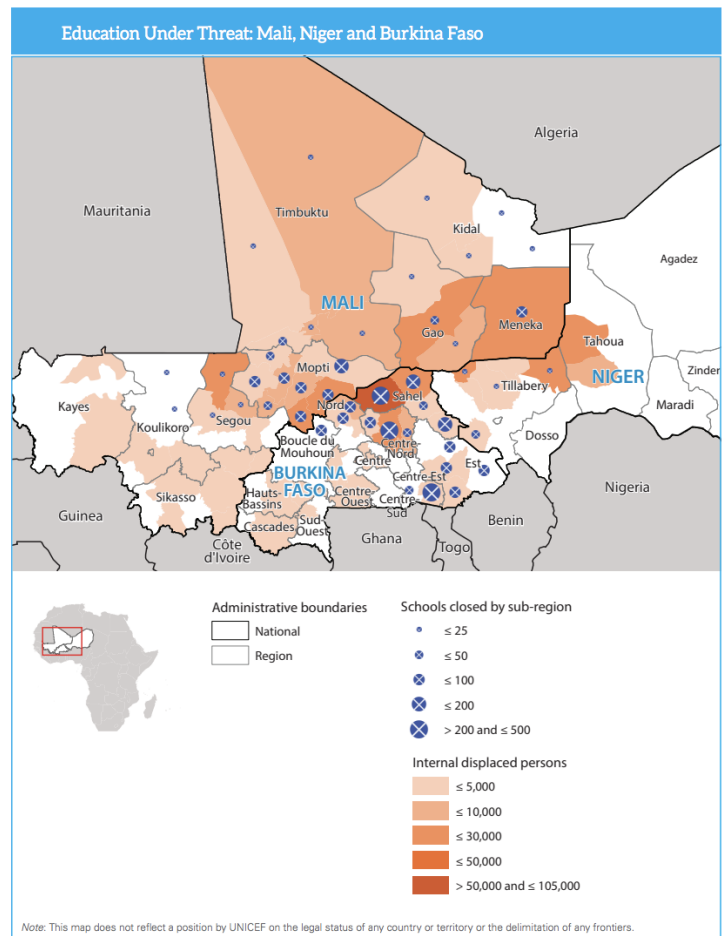 Education Under Threat: Mali, Niger and Burkina Faso
Algeria
Mauritania
Timbuktu
Kidal
Agadez
MALI
Gao
Meneka
Tahoua
Mopti
NIGER
Zinder
Kayes
Koulikoro
Segou
Nord
Sahel
Tillabery
Maradi
Boucle du
Mouhoun
Centre-
Nord
Dosso
BURKINA
FASO
Centre
Est
Centre-Est
Sikasso
Hauts-
Bassins
Centre-
Ouest
Centre-
Sud
Nigeria
Guinea
Cascades
Sud-
Ouest
Benin
Côte
d'Ivoire
Ghana
Togo
Administrative boundaries
National
Region
Schools closed by sub-region
≤ 25
≤ 50
≤ 100
≤ 200
> 200 and ≤ 500
Internal displaced persons
≤ 5,000
≤ 10,000
≤ 30,000
≤ 50,000
> 50,000 and ≤ 105,000
Note: This map does not reflect a position by UNICEF on the legal status of any country or territory or the delimitation of any frontiers.